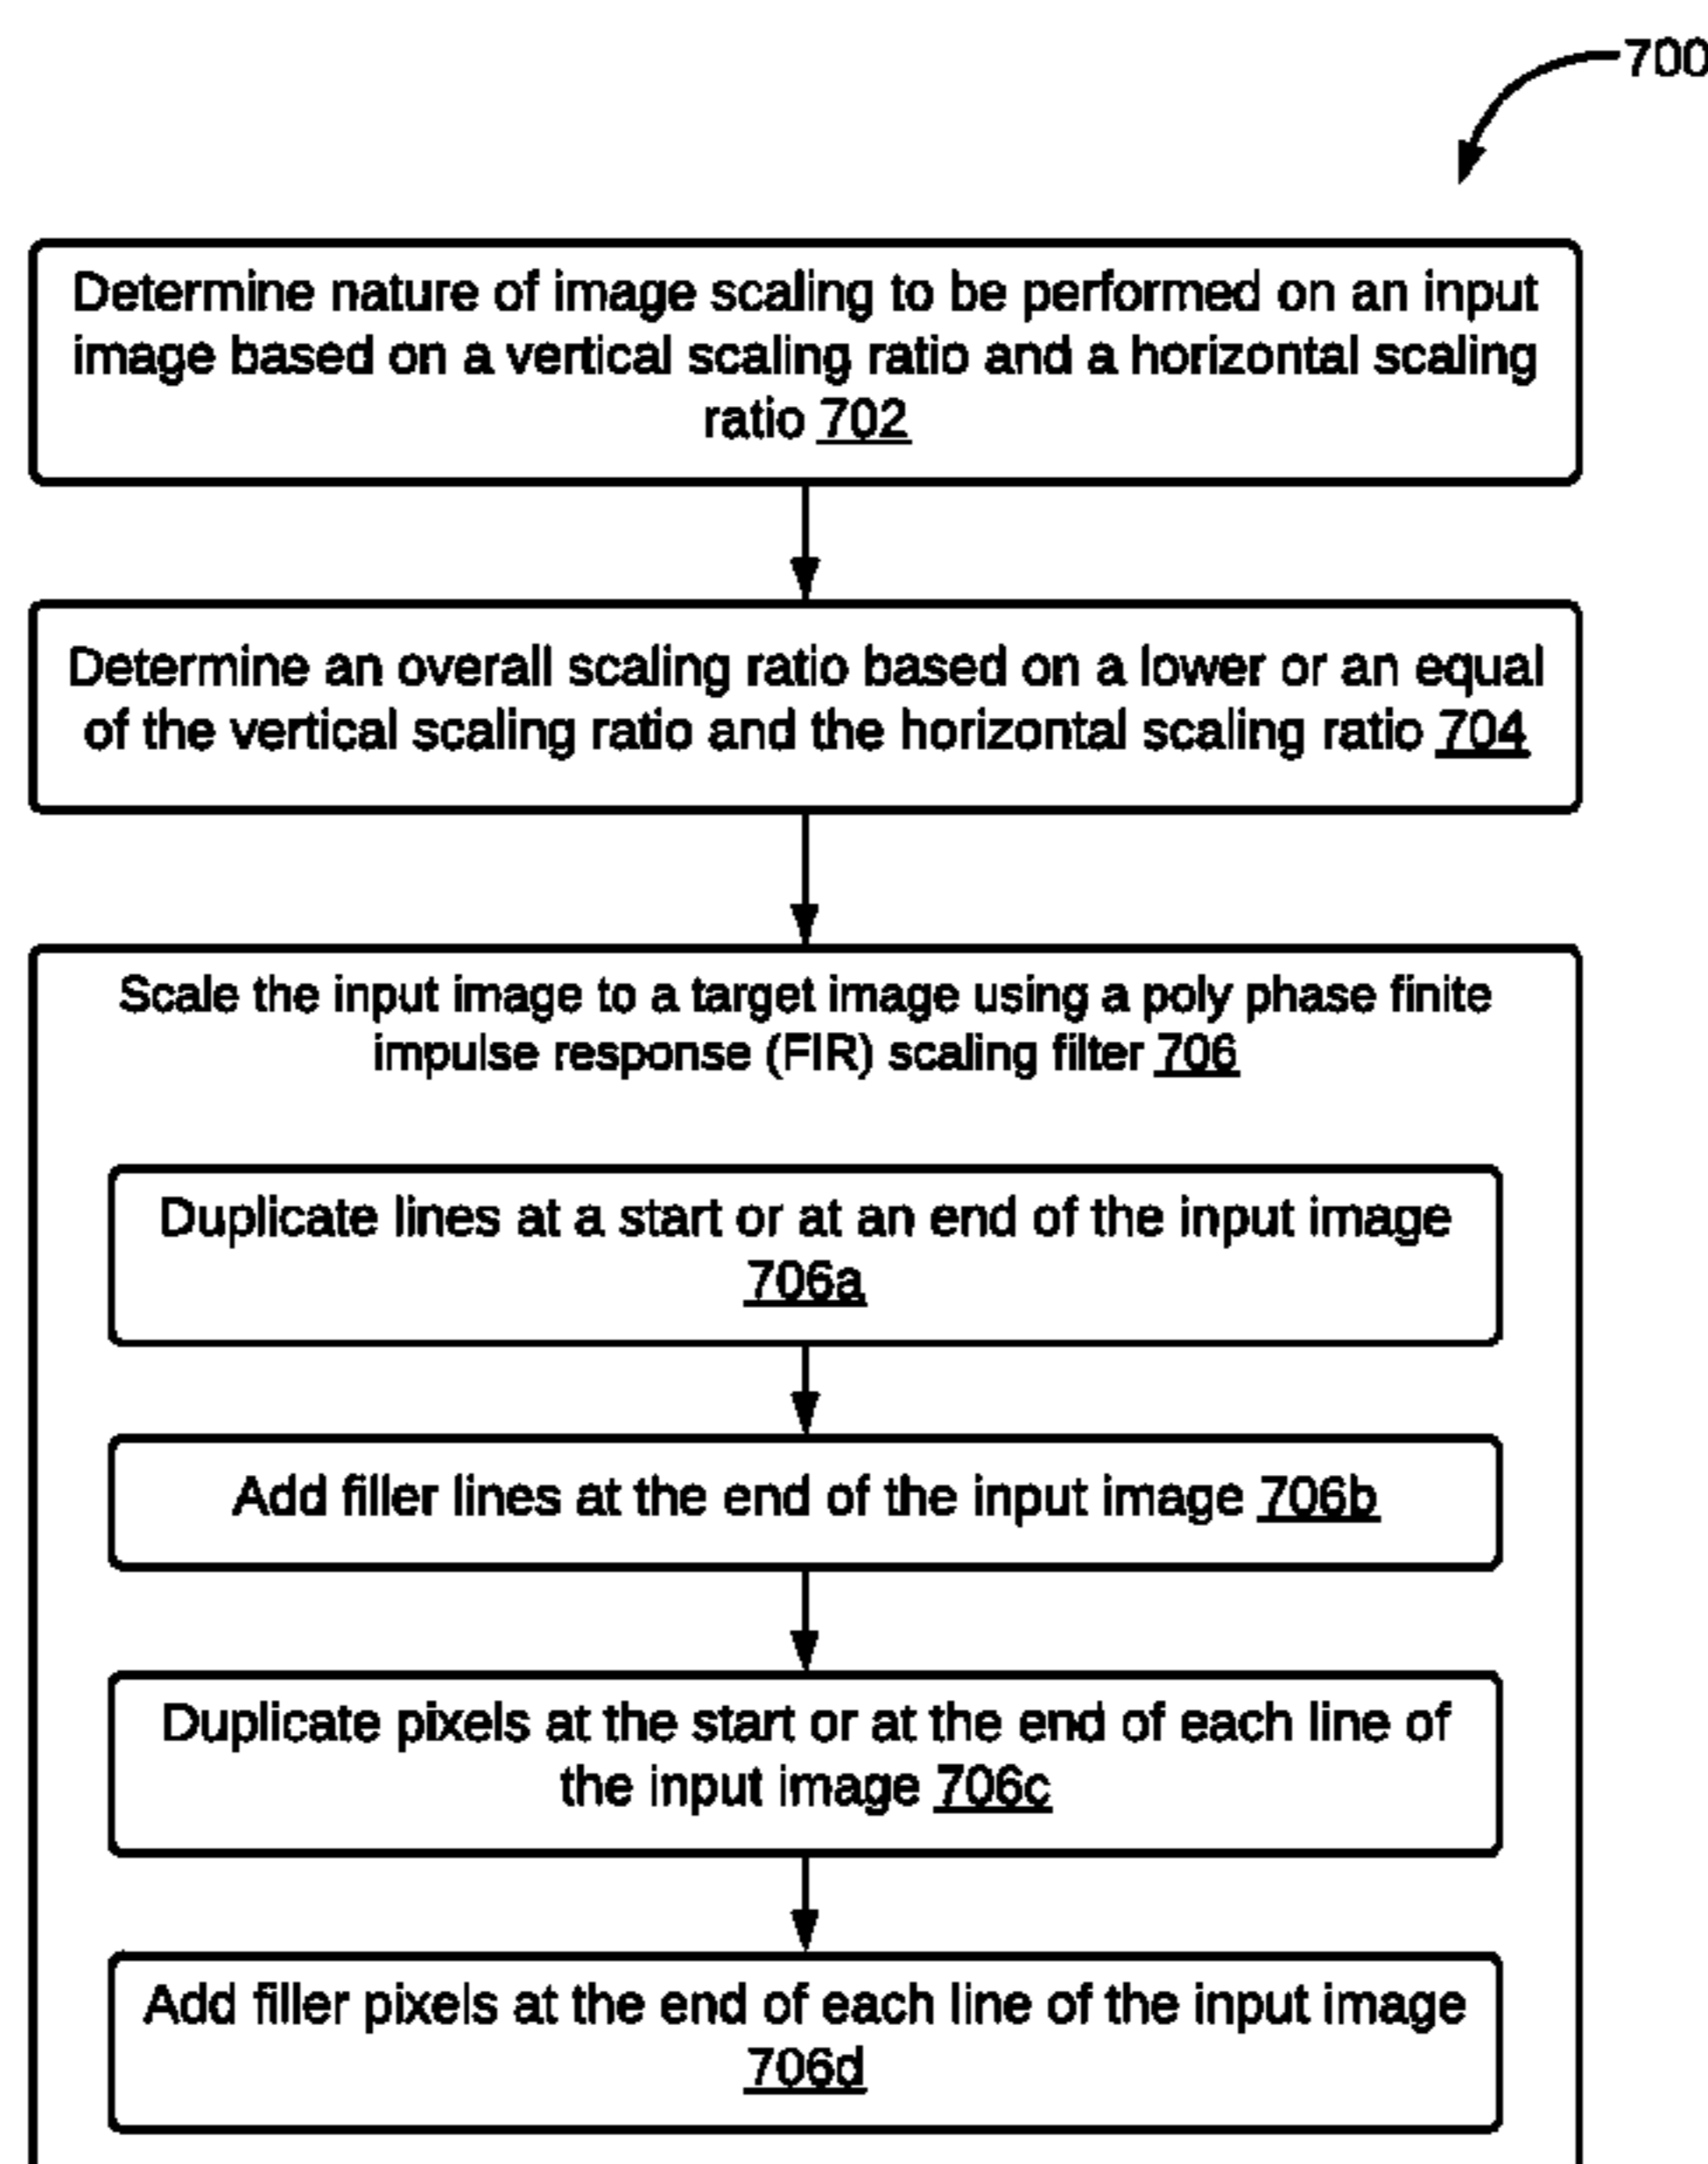 700
Determine nature of image scaling to be performed on an input
image based on a vertical scaling ratio and a horizontal scaling
ratio 702
Determine an overall scaling ratio based on a lower or an equal
of the vertical scaling ratio and the horizontal scaling ratio 704
Scale the input image to a target image using a poly phase finite
impulse response (FIR) scaling filter 706
Duplicate lines at a start or at an end of the input image
706a
Add filler lines at the end of the input image 706b
Duplicate pixels at the start or at the end of each line of
the input image 706c
Add filler pixels at the end of each line of the input image
706d